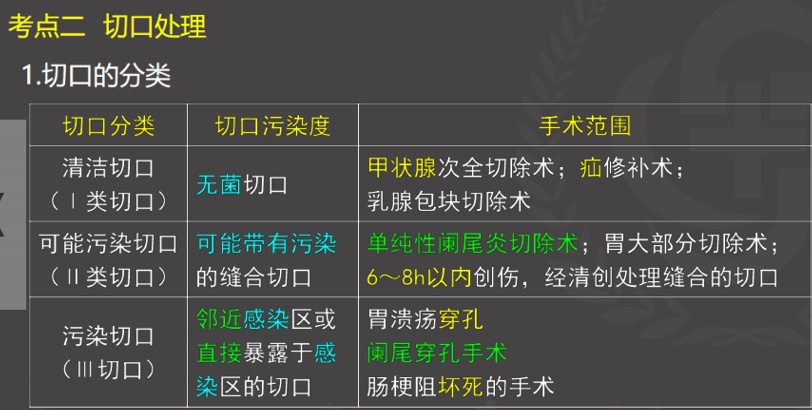 考点二 切口处理
1.切口的分类
切口分类 切口污染度 手术范围
清洁切口
（Ⅰ类切口）
无菌切口
甲状腺次全切除术；疝修补术；
乳腺包块切除术
可能污染切口
（Ⅱ类切口）
可能带有污染
的缝合切口
单纯性阑尾炎切除术；胃大部分切除术；
6～8h以内创伤，经清创处理缝合的切口
污染切口
（Ⅲ切口）
邻近感染区或
直接暴露于感
染区的切口
胃溃疡穿孔
阑尾穿孔手术
肠梗阻坏死的手术